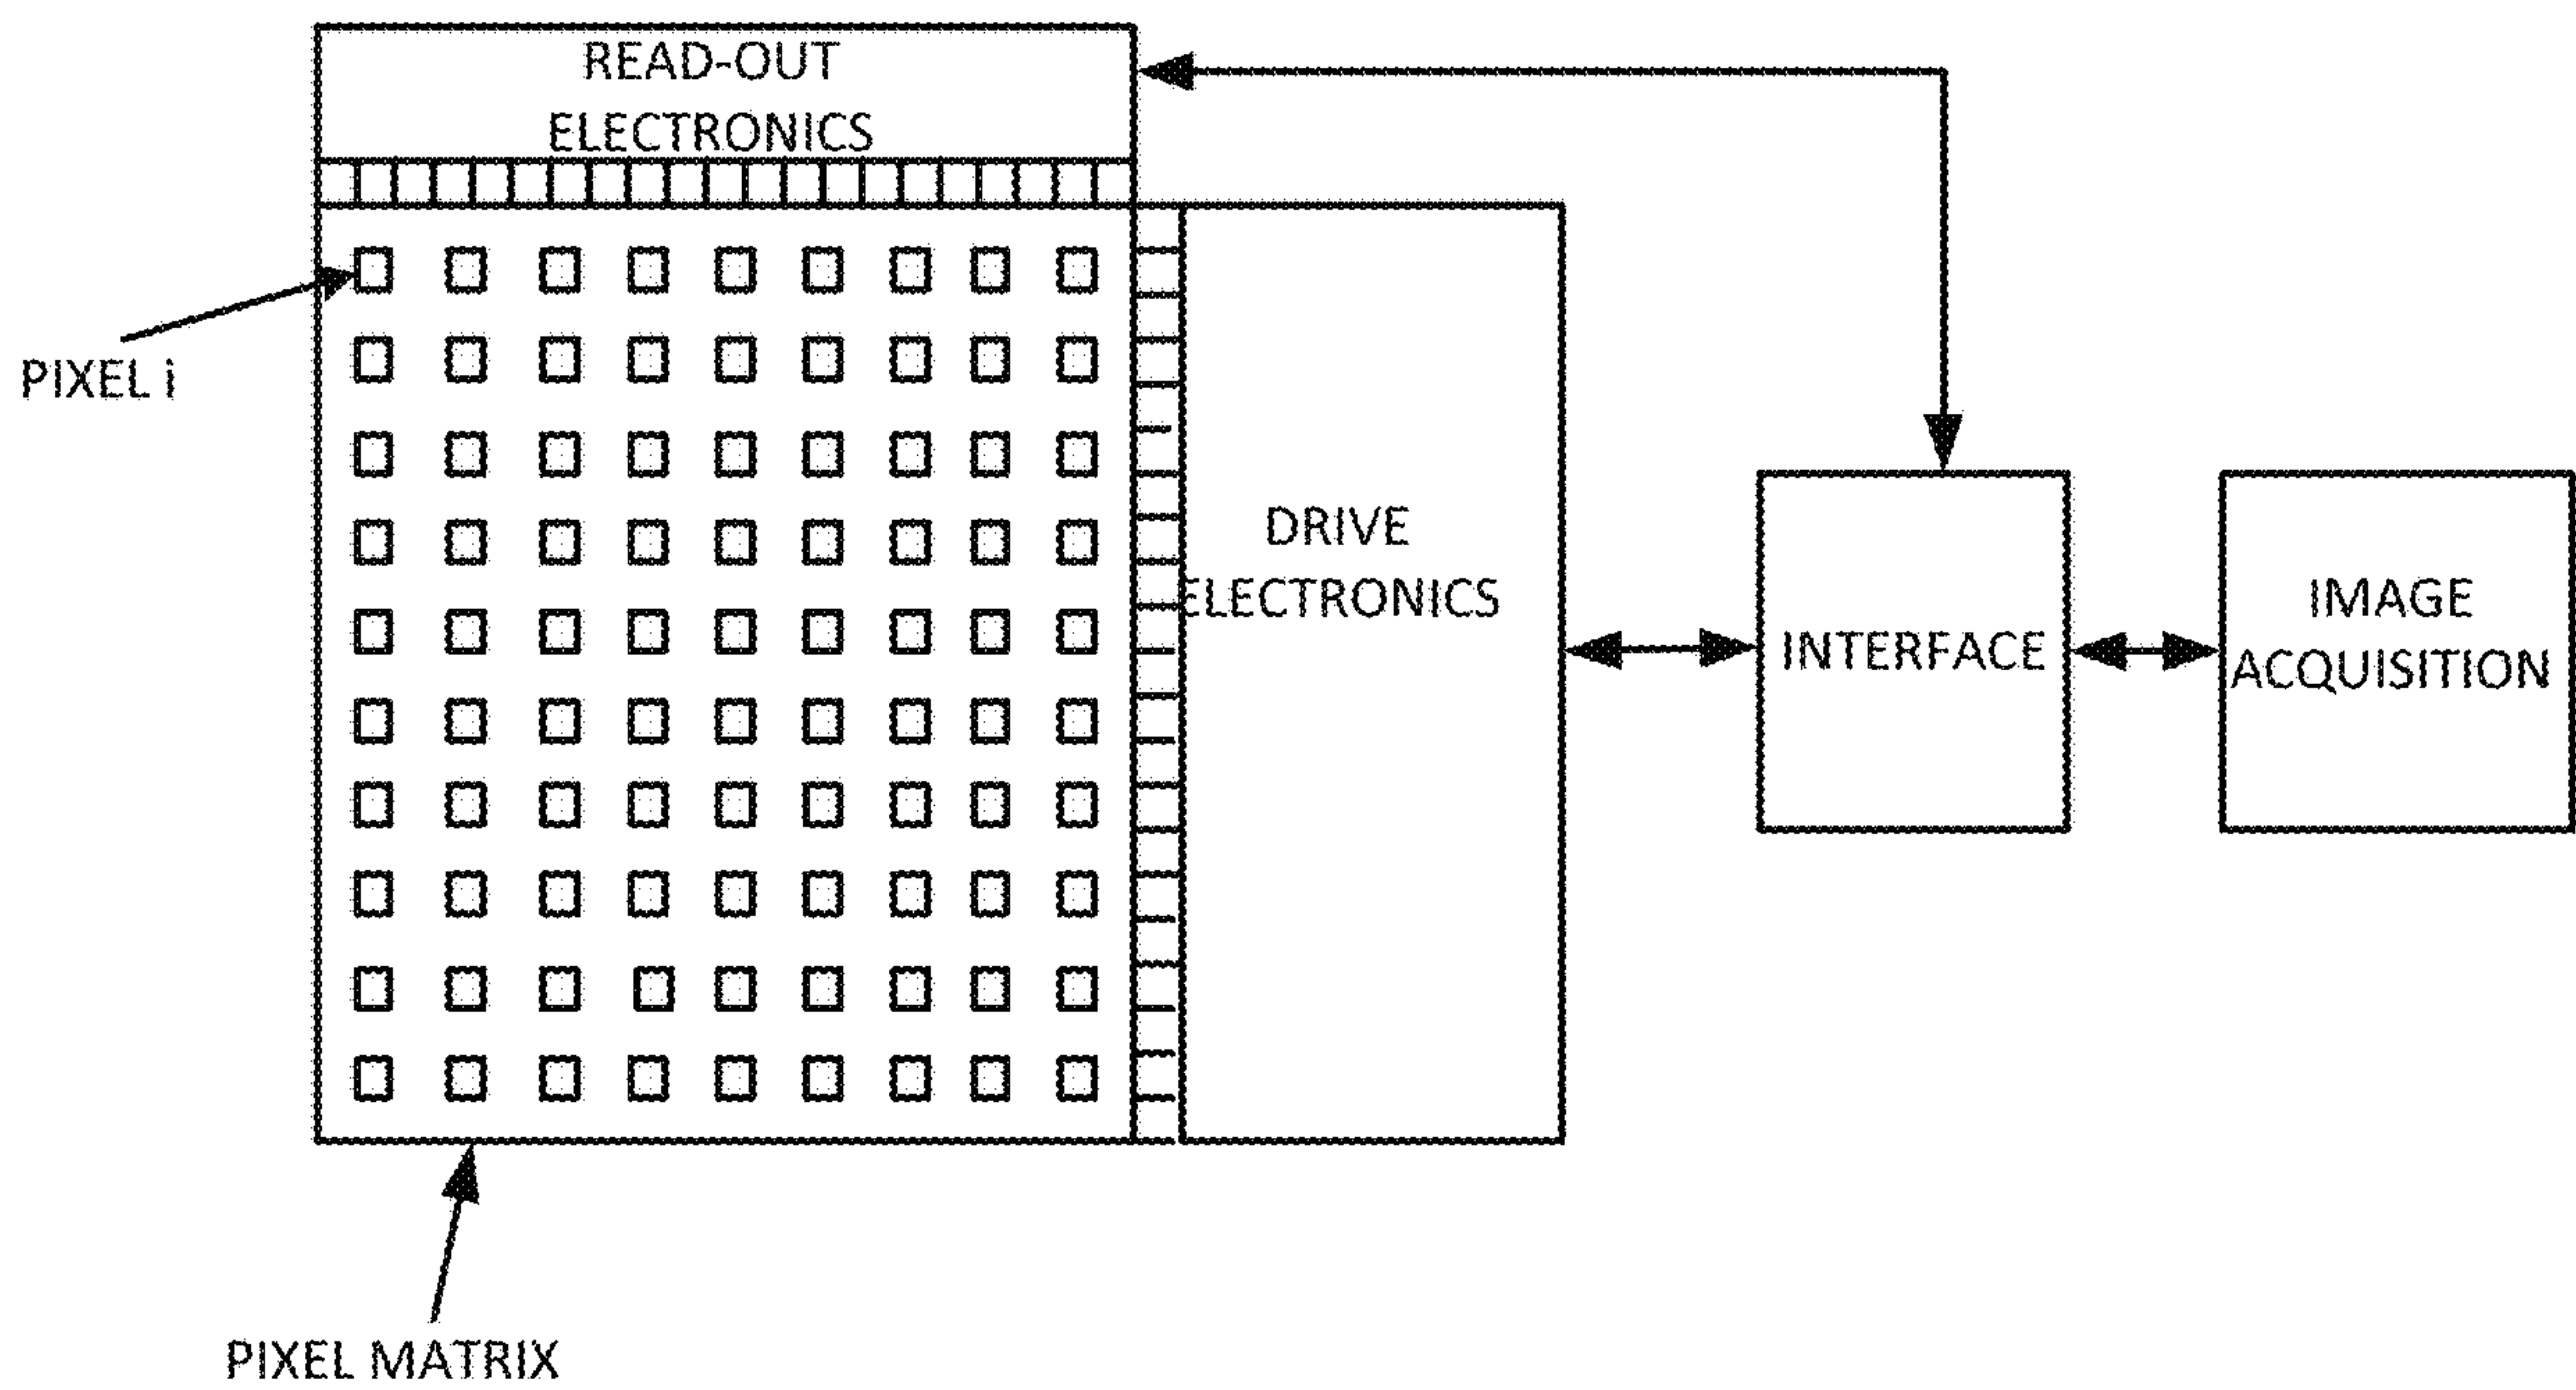 READ-OUT
ELECTRONICS
PIXEL i
DRIVE
ELECTRONICS
INTERFACE
IMAGE
ACQUISITION
PIXEL MATRIX